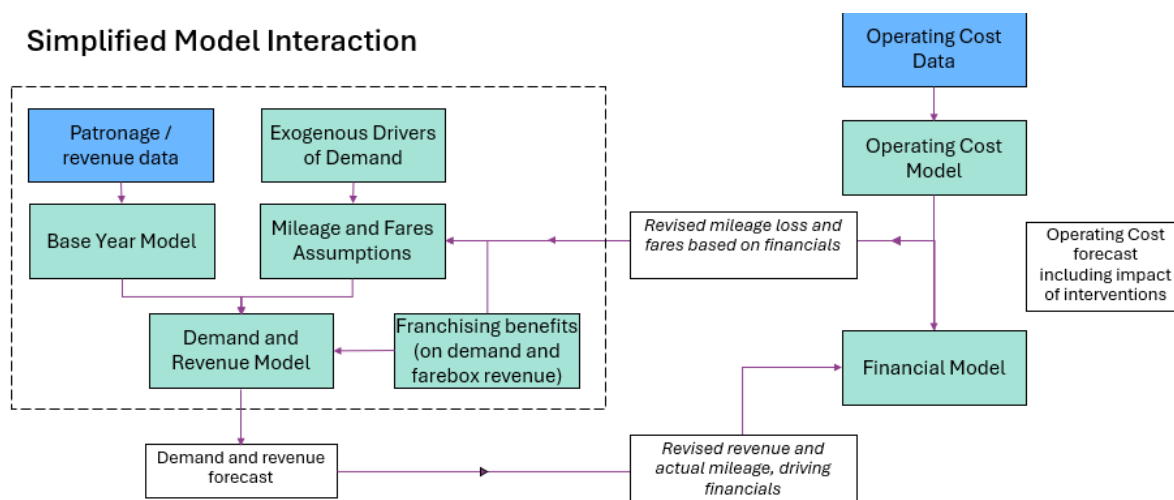 Simplified Model Interaction
Operating Cost
Data
Patronage /
revenue data
Exogenous Drivers
of Demand
Operating Cost
Model
Base Year Model
Mileage and Fares
Assumptions
Revised mileage loss and
fares based on financials
Operating Cost
forecast
including impact
of interventions
Demand and
Revenue Model
Franchising benefits
(on demand and
farebox revenue)
Financial Model
Demand and revenue
forecast
Revised revenue and
actual mileage, driving
financials